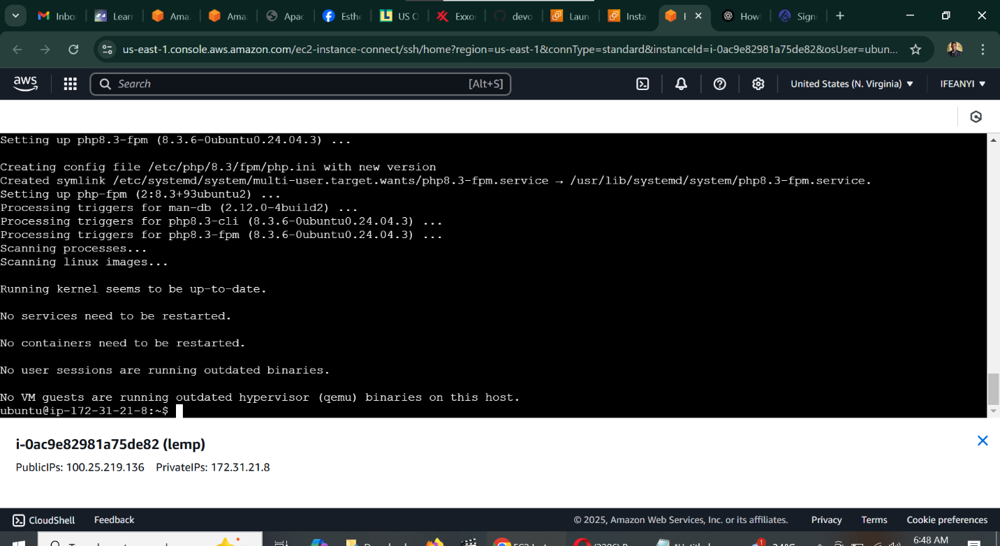 Inbo
Lear
Ama
Ama
Apac
Esthe
US O
Exxo
devo
Laun
Insta
How
Sign
us-east-1.console.aws.amazon.com/ec2-instance-connect/ssh/home?region=us-east-1&connType=standard&instanceId=i-0ac9e82981a75de82&osUser=ubun...
aws
Search
[Alt+S]
United States (N. Virginia)
IFEANYI
Setting up php8.3-fpm (8.3.6-0ubuntu0.24.04.3) ...
Creating config file /etc/php/8.3/fpm/php.ini with new version
Created symlink /etc/systemd/system/multi-user.target.wants/php8.3-fpm.service → /usr/lib/systemd/system/php8.3-fpm.service.
Setting up php-fpm (2:8.3+93ubuntu2) ...
Processing triggers for man-db (2.12.0-4build2) ...
Processing triggers for php8.3-cli (8.3.6-0ubuntu0.24.04.3) ...
Processing triggers for php8.3-fpm (8.3.6-0ubuntu0.24.04.3) ...
Scanning processes...
Scanning linux images...
Running kernel seems to be up-to-date.
No services need to be restarted.
No containers need to be restarted.
No user sessions are running outdated binaries.
No VM guests are running outdated hypervisor (qemu) binaries on this host.
ubuntu@ip-172-31-21-8:~$
i-0ac9e82981a75de82 (lemp)
PublicIPs: 100.25.219.136 PrivateIPs: 172.31.21.8
CloudShell
Feedback
© 2025, Amazon Web Services, Inc. or its affiliates.
Privacy
Terms
Cookie preferences
1
6:48 AM